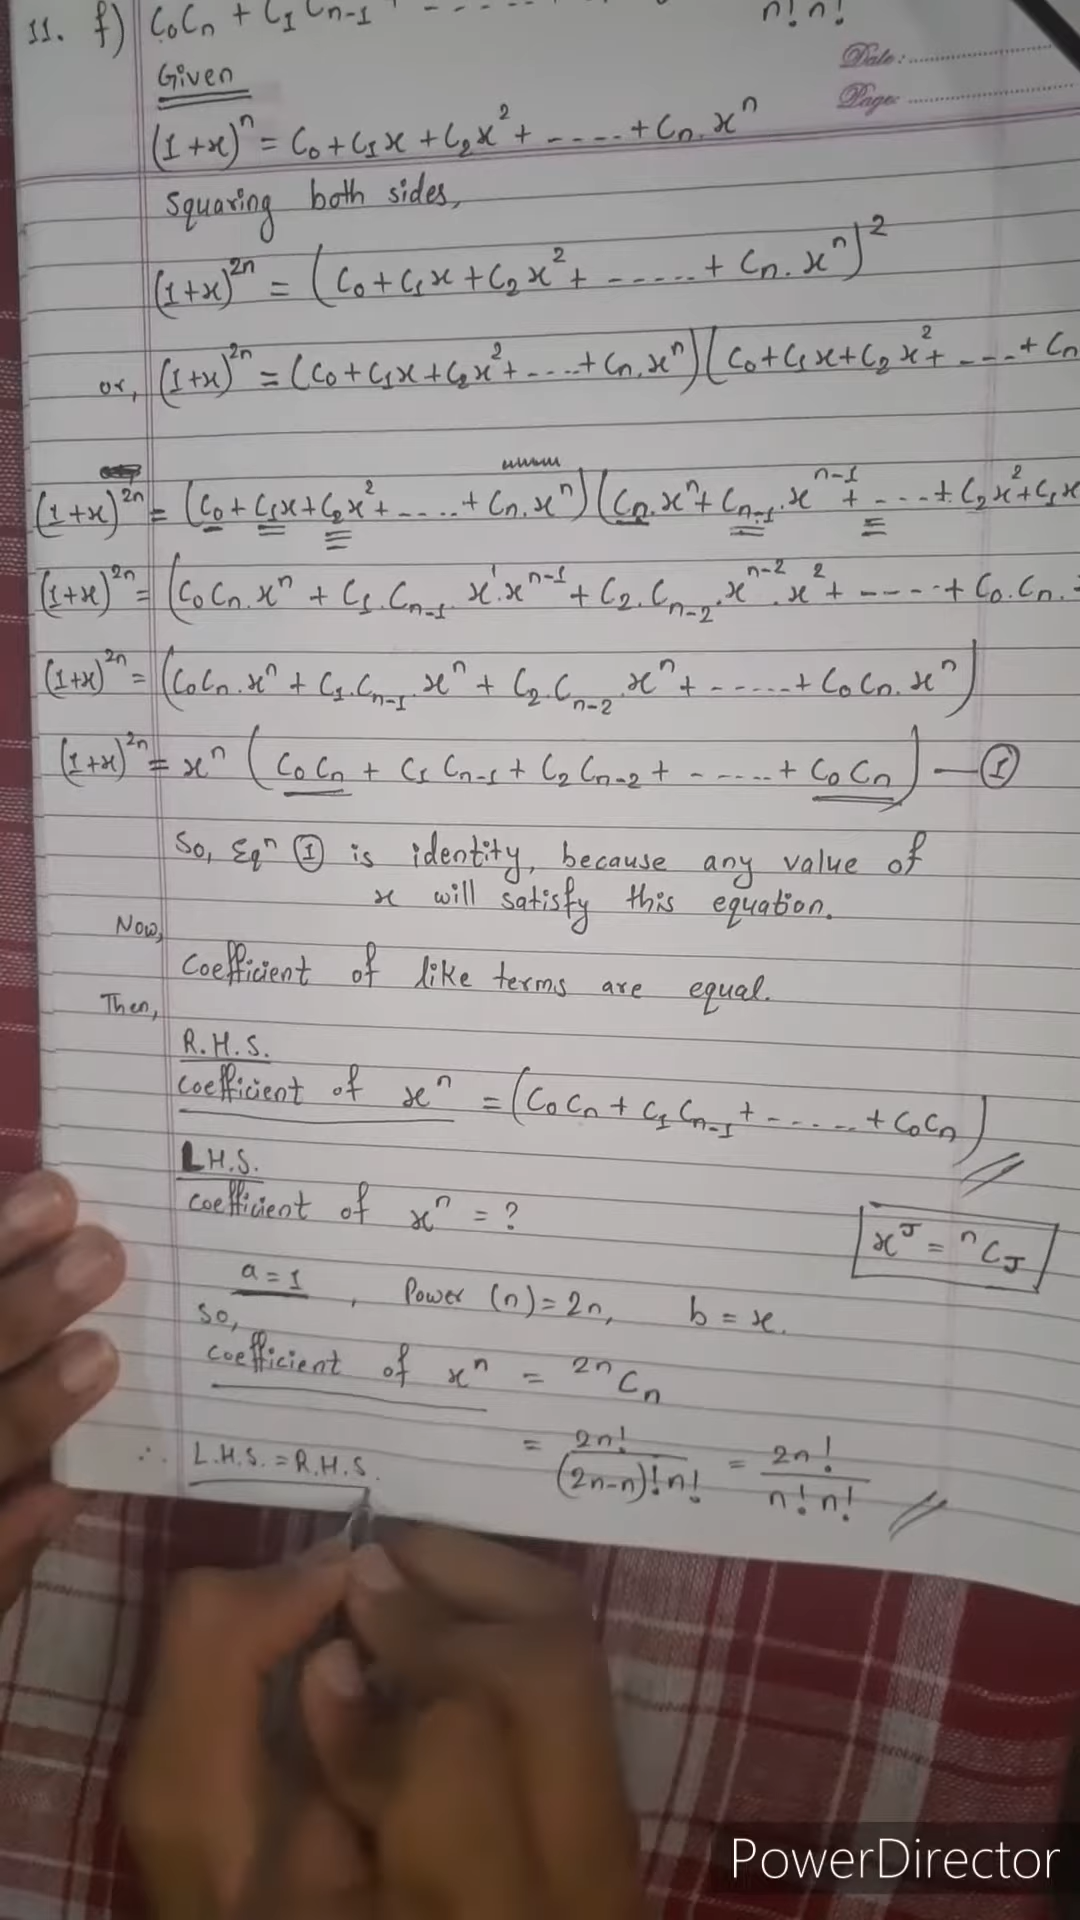 11. f) C₀Cₙ + C₁Cₙ₋₁ + ------ n!n!
Date:
Page:
Given
(1+x)ⁿ = C₀ + C₁x + C₂x² + ---- + Cₙ.xⁿ
Squaring both sides,
(1+x)²ⁿ = (C₀ + C₁x + C₂x² + ------ + Cₙ.xⁿ)²
or, (1+x)²ⁿ = (C₀ + C₁x + C₂x² + ---- + Cₙ.xⁿ)(C₀ + C₁x + C₂x² + ---- + Cₙ
(1+x)²ⁿ = (C₀ + C₁x + C₂x² + ---- + Cₙ.xⁿ)(Cₙ.xⁿ + Cₙ₋₁.xⁿ⁻¹ + ---- + C₂x² + C₁x
(1+x)²ⁿ = (C₀Cₙ.xⁿ + C₁.Cₙ₋₁.x¹.xⁿ⁻¹ + C₂.Cₙ₋₂.xⁿ⁻².x² + ---- + C₀.Cₙ.
(1+x)²ⁿ = (C₀Cₙ.xⁿ + C₁.Cₙ₋₁.xⁿ + C₂.Cₙ₋₂.xⁿ + ------ + C₀Cₙ.xⁿ)
(1+x)²ⁿ = xⁿ (C₀Cₙ + C₁Cₙ₋₁ + C₂Cₙ₋₂ + ------ + C₀Cₙ) — ①
So, Eqⁿ ① is identity, because any value of
x will satisfy this equation.
Now,
Coefficient of like terms are equal.
Then,
R.H.S.
Coefficient of xⁿ = (C₀Cₙ + C₁Cₙ₋₁ + ------ + C₀Cₙ)
L.H.S.
Coefficient of xⁿ = ?
xᴶ = ⁿCᴊ
a = 1, Power (n) = 2n, b = x.
So,
Coefficient of xⁿ = ²ⁿCₙ
= 2n!/(2n-n)!n! = 2n!/n!n!
∴ L.H.S. = R.H.S.
PowerDirector